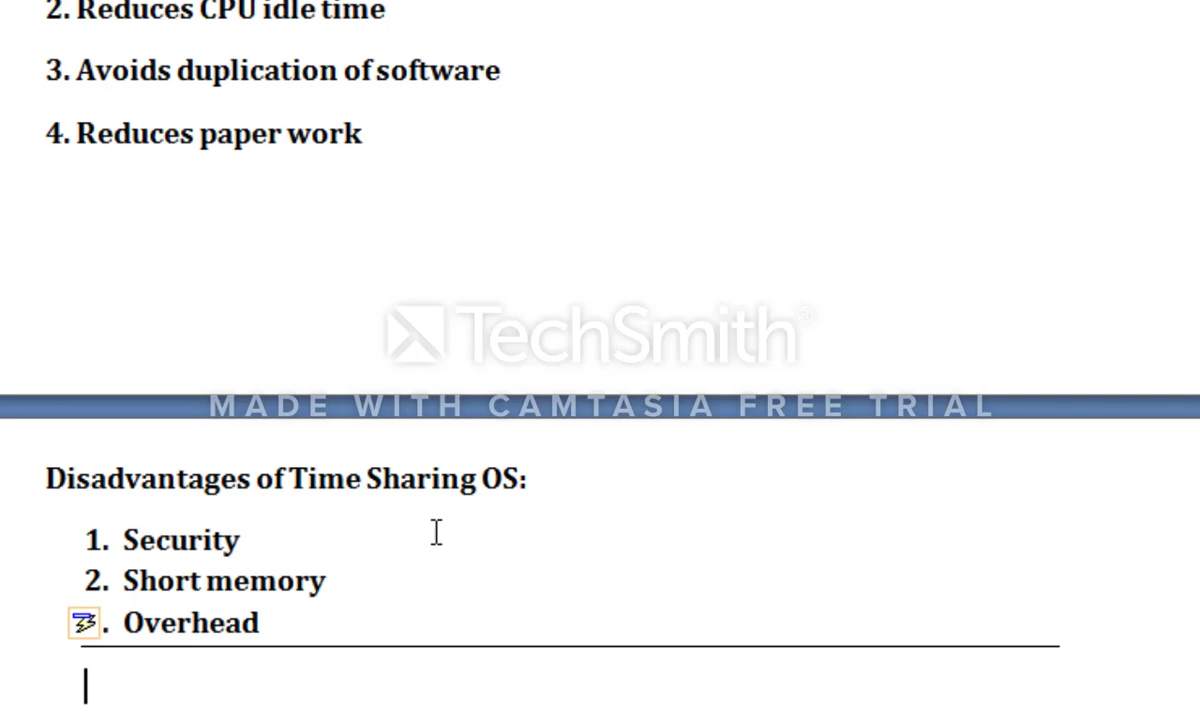 2. Reduces CPU idle time
3. Avoids duplication of software
4. Reduces paper work
TechSmith®
MADE WITH CAMTASIA FREE TRIAL
Disadvantages of Time Sharing OS:
1. Security
2. Short memory
. Overhead